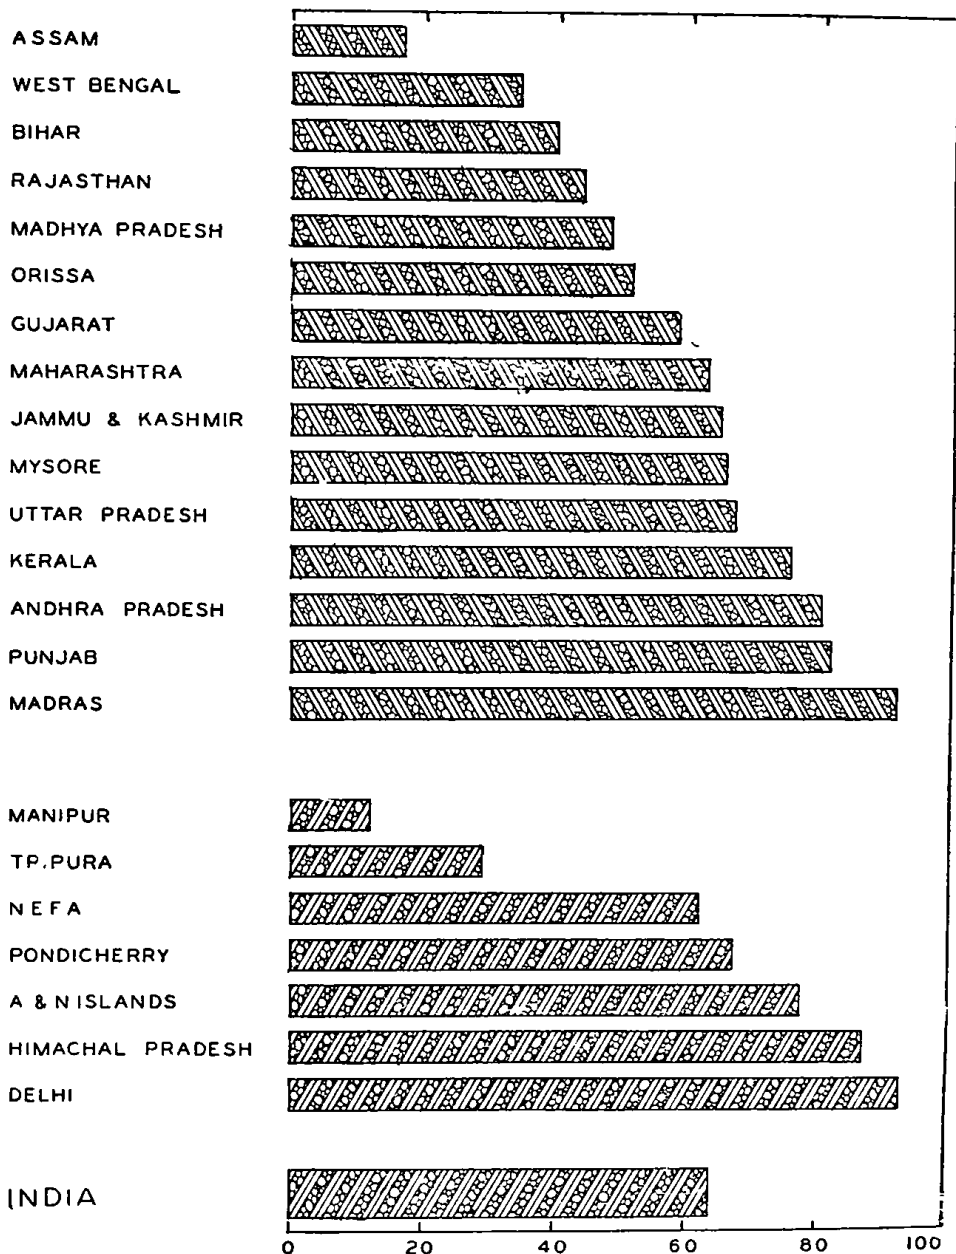 ASSAM
WEST BENGAL
BIHAR
RAJASTHAN
MADHYA PRADESH
ORISSA
GUJARAT
MAHARASHTRA
JAMMU & KASHMIR
MYSORE
UTTAR PRADESH
KERALA
ANDHRA PRADESH
PUNJAB
MADRAS
MANIPUR
TP.PURA
NEFA
PONDICHERRY
A & N ISLANDS
HIMACHAL PRADESH
DELHI
INDIA
0 20 40 60 80 100